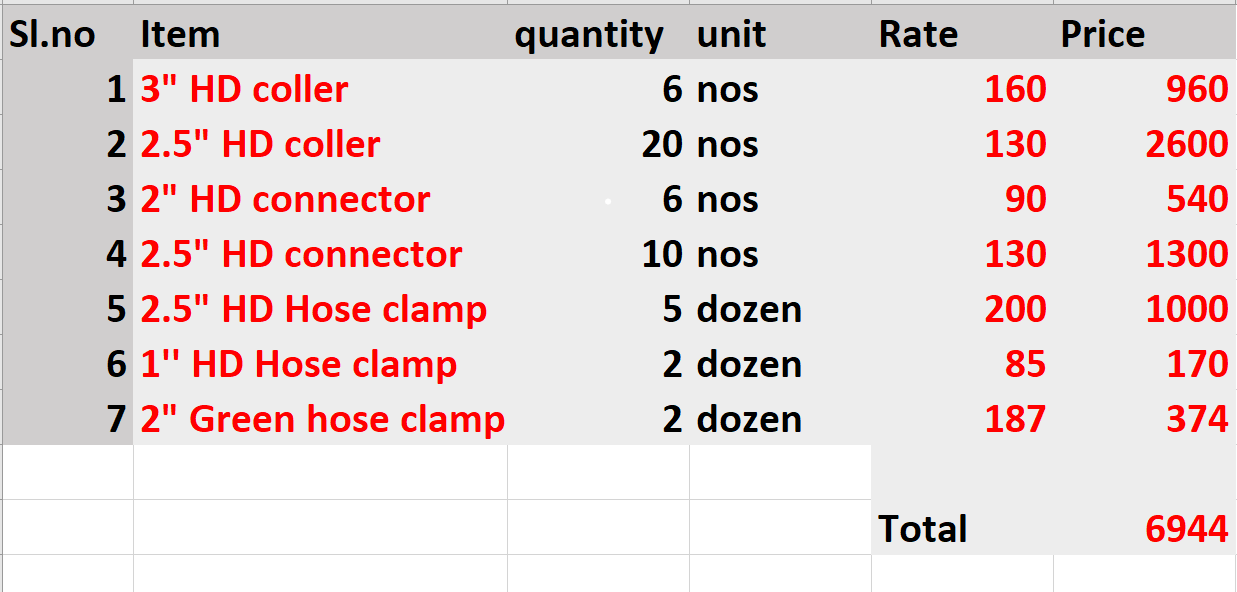 Sl.no Item quantity unit Rate Price
1 3" HD coller 6 nos 160 960
2 2.5" HD coller 20 nos 130 2600
3 2" HD connector 6 nos 90 540
4 2.5" HD connector 10 nos 130 1300
5 2.5" HD Hose clamp 5 dozen 200 1000
6 1'' HD Hose clamp 2 dozen 85 170
7 2" Green hose clamp 2 dozen 187 374
Total 6944